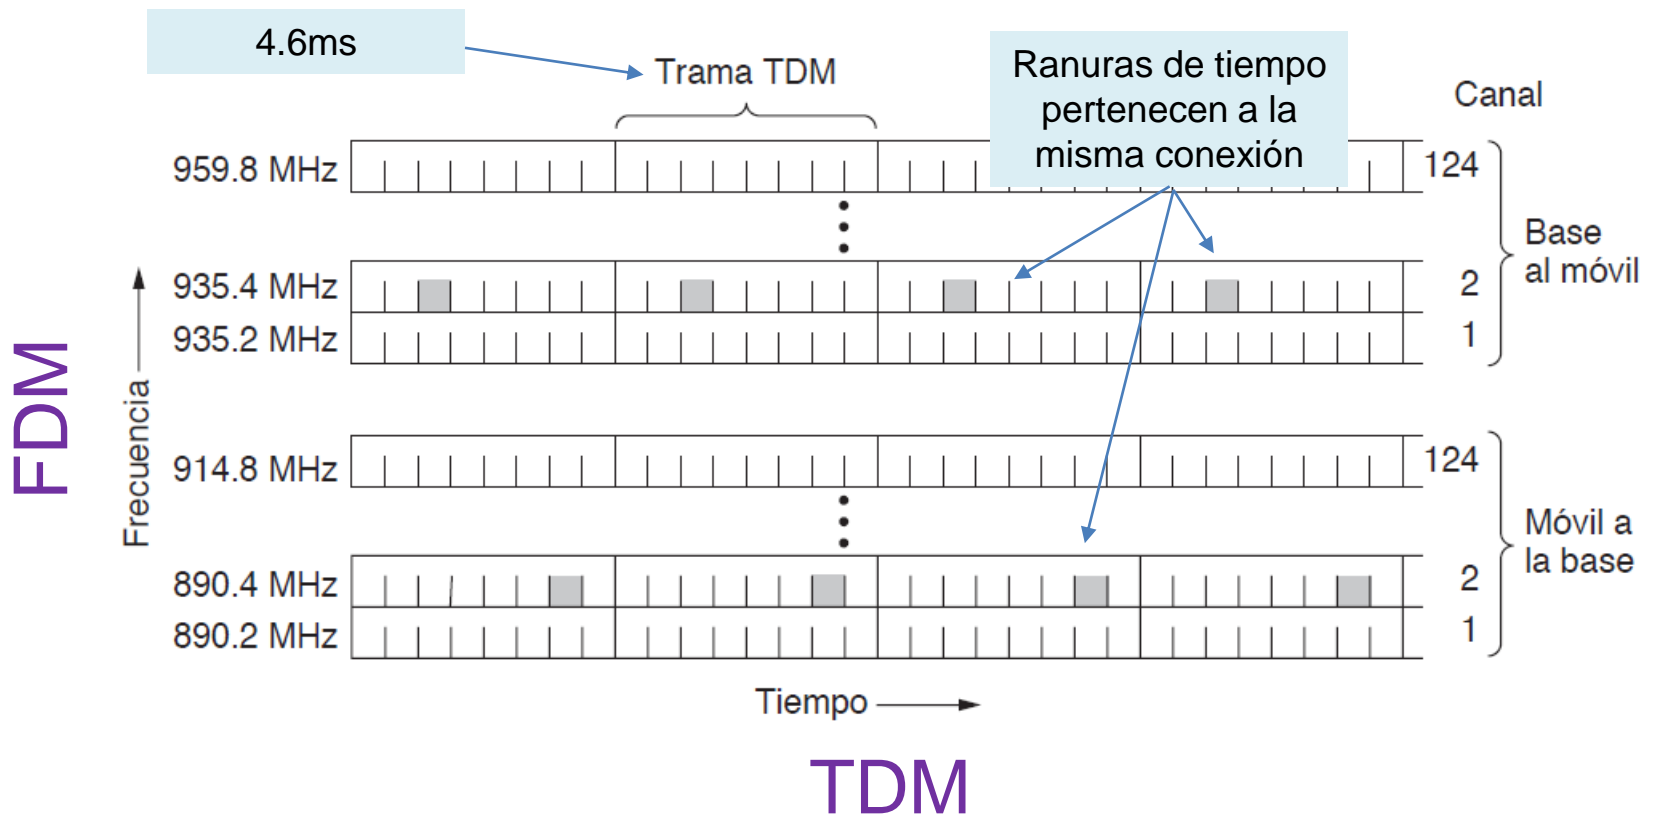 4.6ms
Trama TDM
Ranuras de tiempo
pertenecen a la
misma conexión
Canal
959.8 MHz
124
935.4 MHz
2
935.2 MHz
1
Base
al móvil
914.8 MHz
124
890.4 MHz
2
890.2 MHz
1
Móvil a
la base
Frecuencia
FDM
Tiempo
TDM